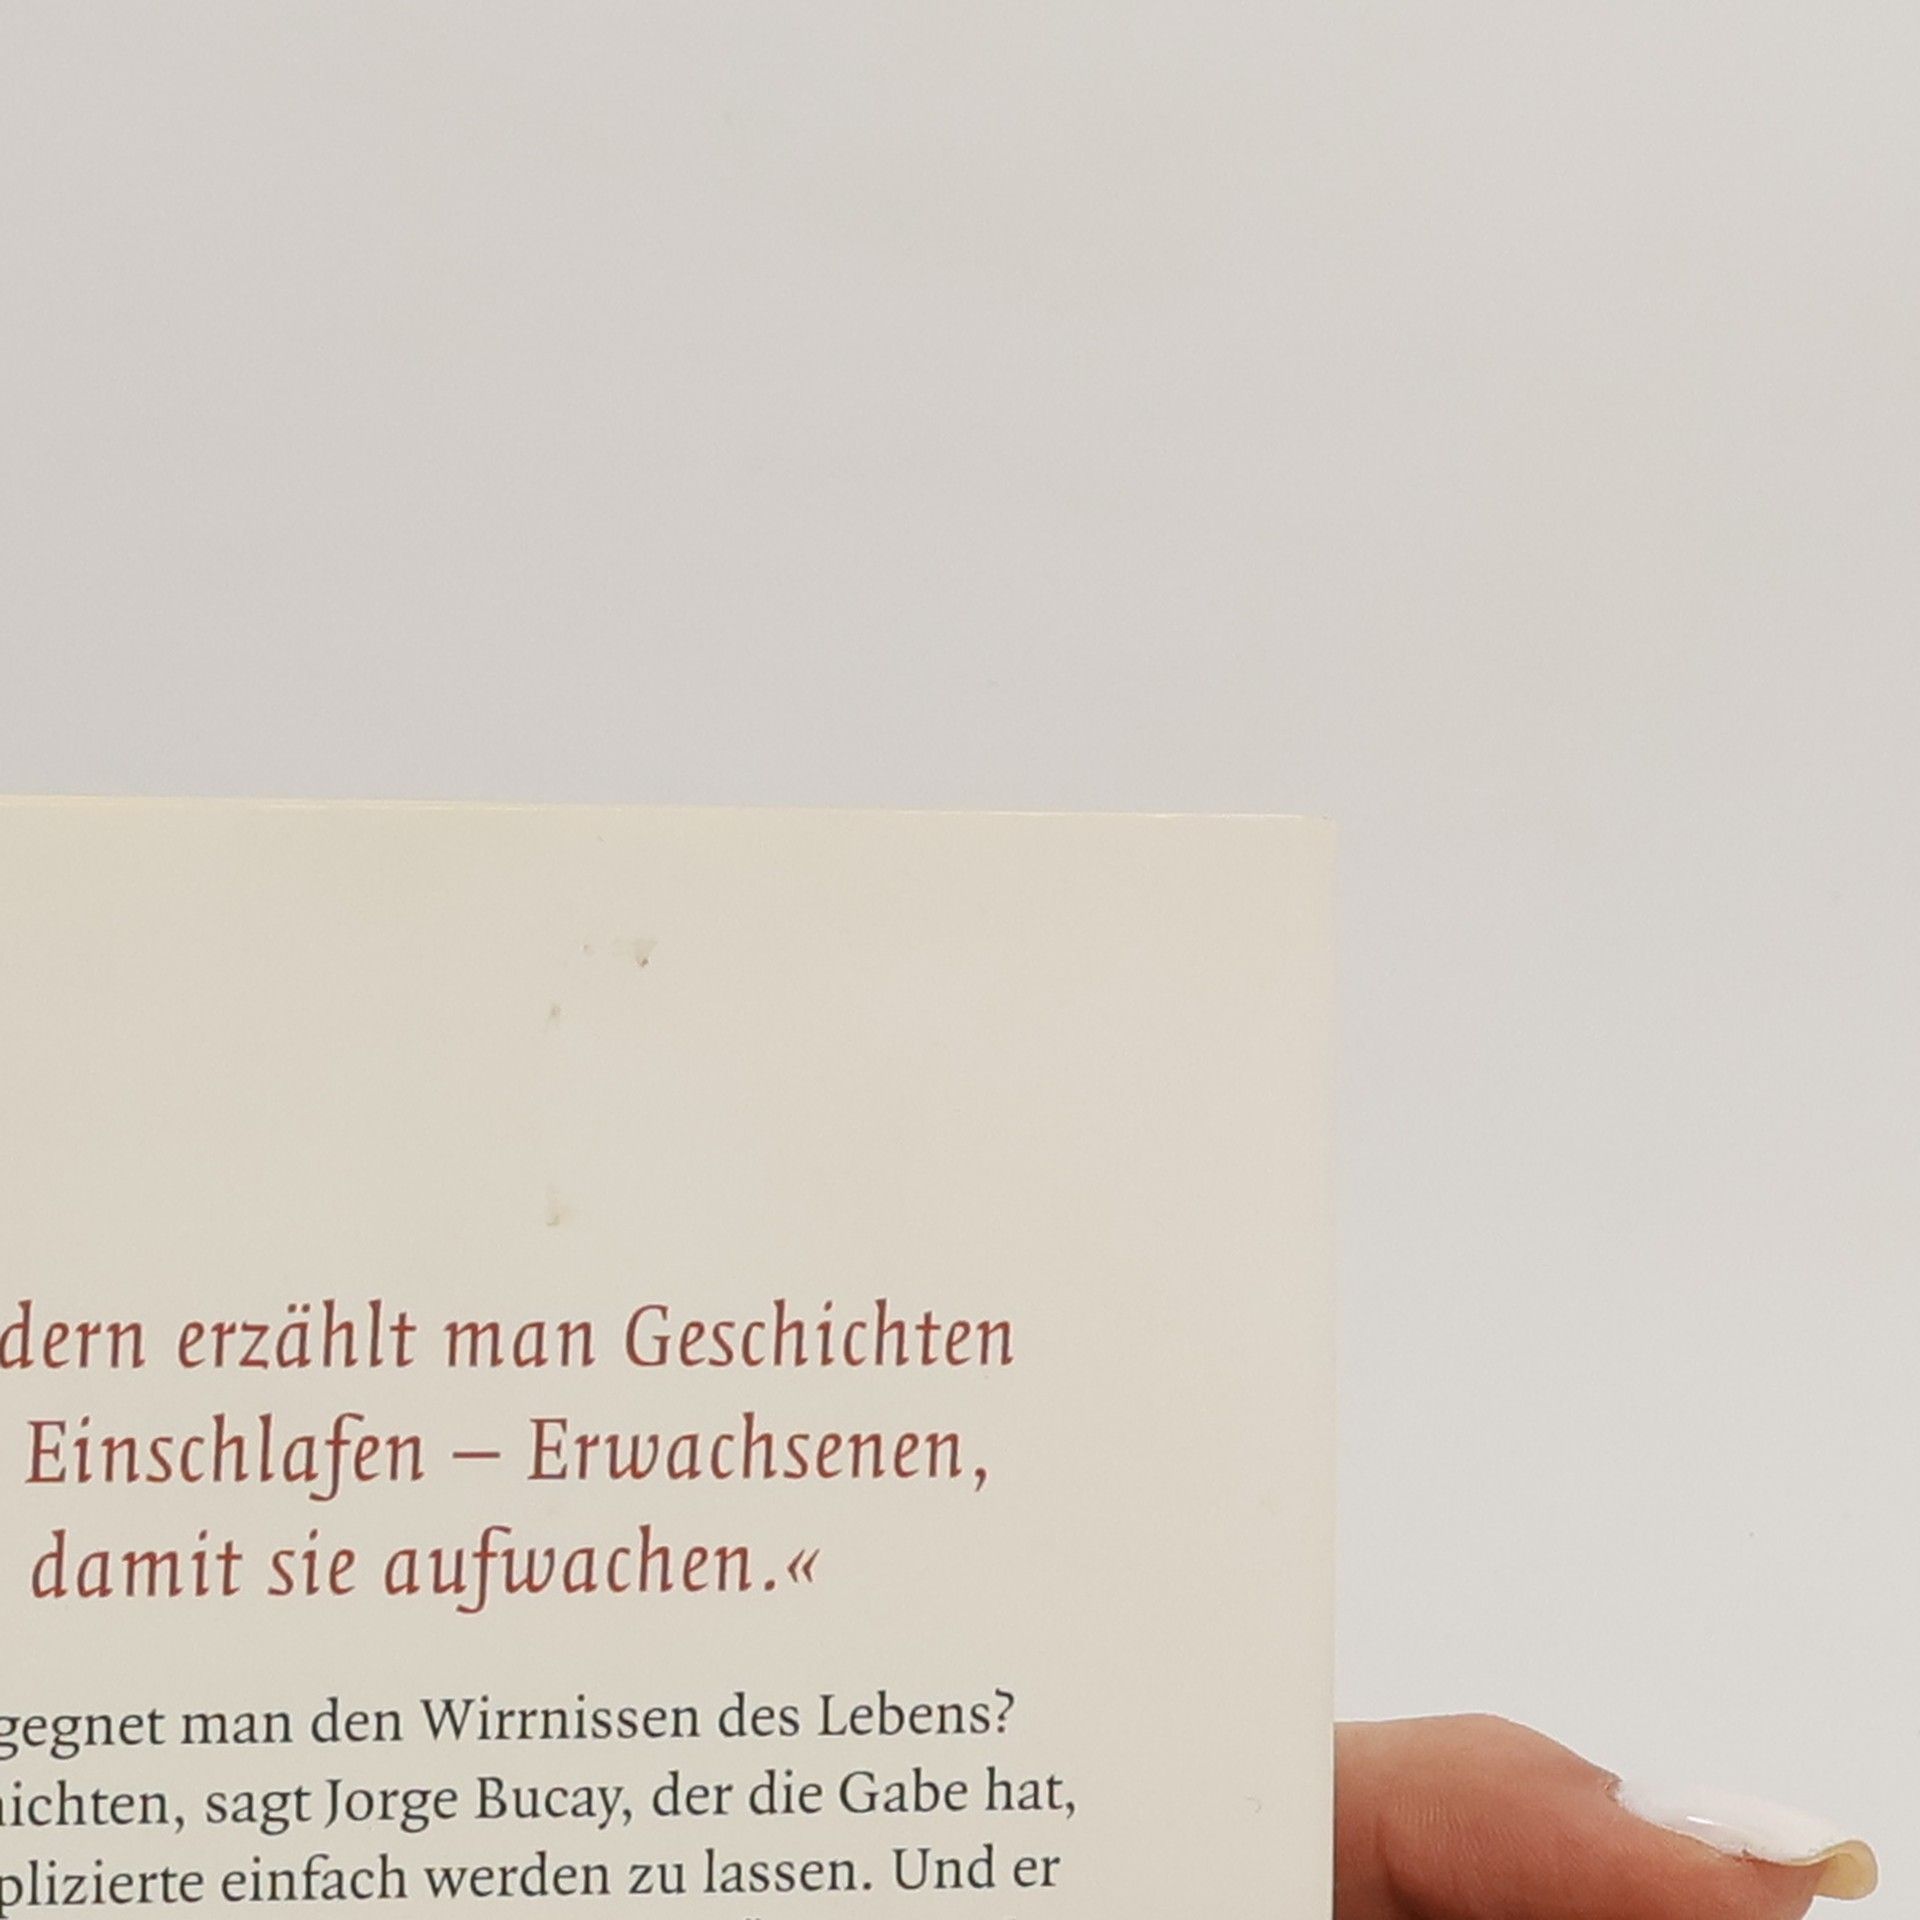 dern erzählt man Geschichten
Einschlafen – Erwachsenen,
damit sie aufwachen.«
gegnet man den Wirrnissen des Lebens?
ichten, sagt Jorge Bucay, der die Gabe hat,
plizierte einfach werden zu lassen. Und er